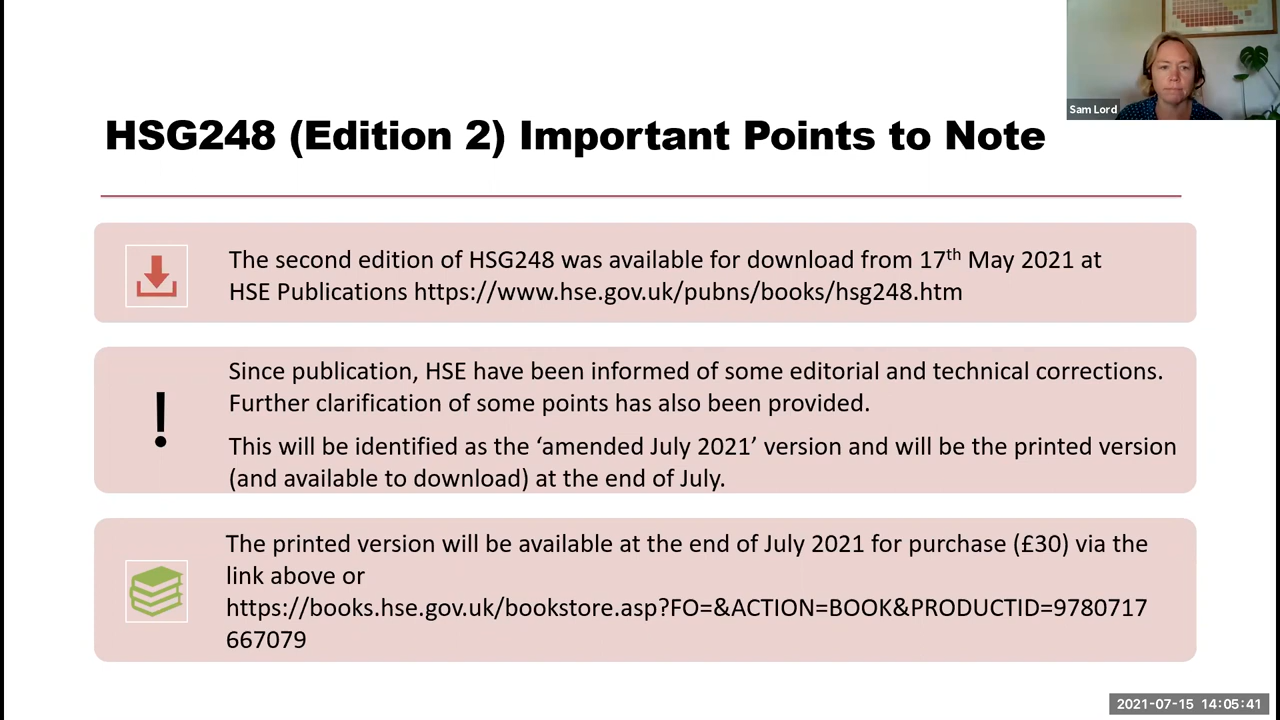 Sam Lord
HSG248 (Edition 2) Important Points to Note
The second edition of HSG248 was available for download from 17th May 2021 at
HSE Publications https://www.hse.gov.uk/pubns/books/hsg248.htm
!
Since publication, HSE have been informed of some editorial and technical corrections.
Further clarification of some points has also been provided.
This will be identified as the ‘amended July 2021’ version and will be the printed version
(and available to download) at the end of July.
The printed version will be available at the end of July 2021 for purchase (£30) via the
link above or
https://books.hse.gov.uk/bookstore.asp?FO=&ACTION=BOOK&PRODUCTID=9780717
667079
2021-07-15 14:05:41